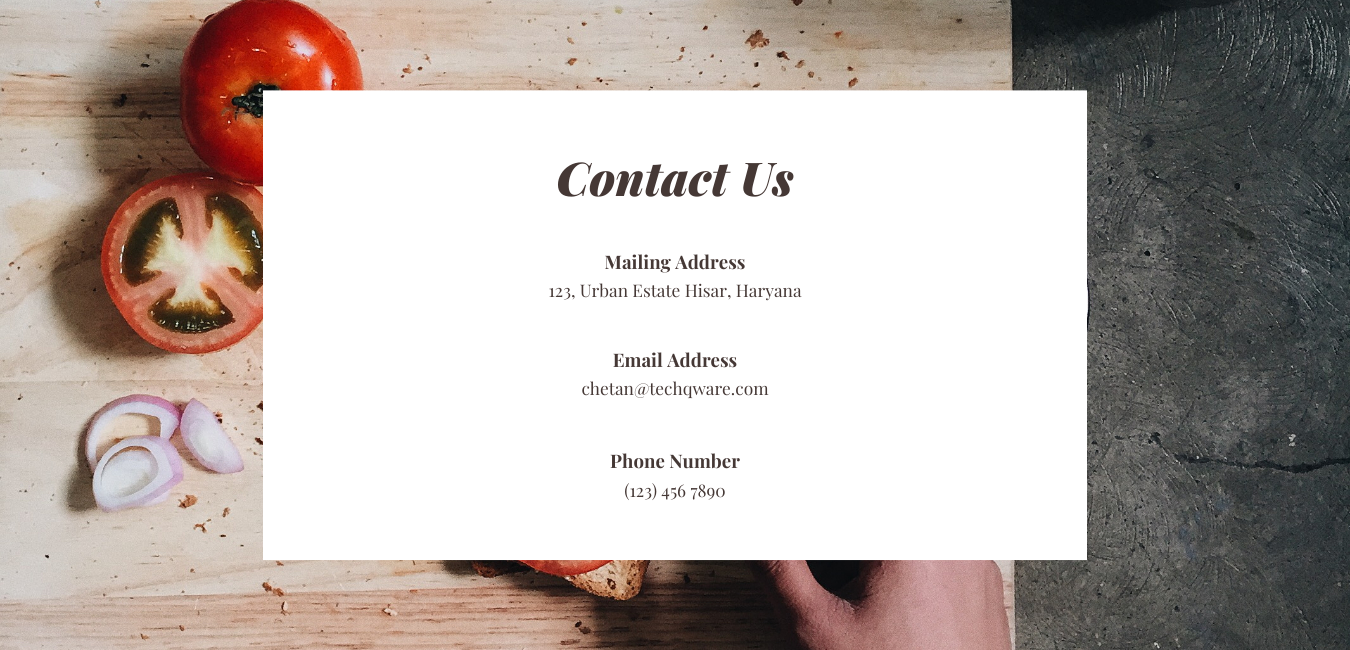 Contact Us
Mailing Address
123, Urban Estate Hisar, Haryana
Email Address
chetan@techqware.com
Phone Number
(123) 456 7890